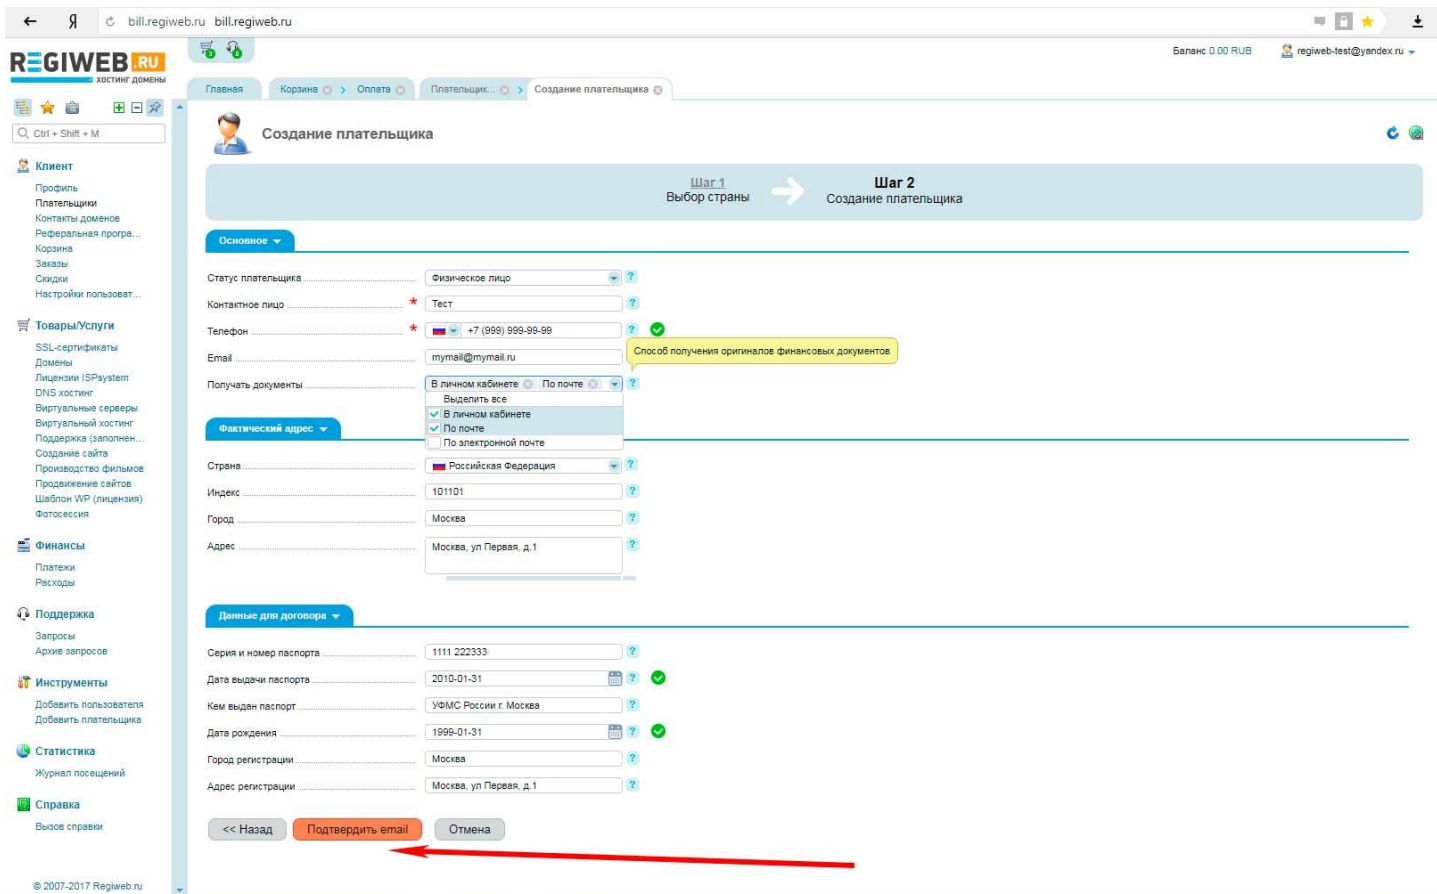 Я bill.regiweb.ru bill.regiweb.ru
REGIWEB.RU
ХОСТИНГ ДОМЕНЫ
Баланс 0.00 RUB regiweb-test@yandex.ru
Главная Корзина Оплата Плательщик... Создание плательщика
Ctrl + Shift + M
Создание плательщика
Шаг 1
Выбор страны
Шаг 2
Создание плательщика
Клиент
Профиль
Плательщики
Контакты доменов
Реферальная програ...
Корзина
Заказы
Скидки
Настройки пользоват...
Товары/Услуги
SSL-сертификаты
Домены
Лицензии ISPsystem
DNS хостинг
Виртуальные серверы
Виртуальный хостинг
Поддержка (заполнен...
Создание сайта
Производство фильмов
Продвижение сайтов
Шаблон WP (лицензия)
Фотосессия
Финансы
Платежи
Расходы
Поддержка
Запросы
Архив запросов
Инструменты
Добавить пользователя
Добавить плательщика
Статистика
Журнал посещений
Справка
Вызов справки
© 2007-2017 Regiweb.ru
Основное
Статус плательщика Физическое лицо ?
Контактное лицо * Тест ?
Телефон * +7 (999) 999-99-99 ?
Способ получения оригиналов финансовых документов
Email mymail@mymail.ru
Получать документы В личном кабинете По почте ?
Выделить все
В личном кабинете
По почте
По электронной почте
Фактический адрес
Страна Российская Федерация ?
Индекс 101101 ?
Город Москва ?
Адрес Москва, ул Первая, д.1 ?
Данные для договора
Серия и номер паспорта 1111 222333 ?
Дата выдачи паспорта 2010-01-31 ?
Кем выдан паспорт УФМС России г. Москва ?
Дата рождения 1999-01-31 ?
Город регистрации Москва ?
Адрес регистрации Москва, ул Первая, д.1 ?
<< Назад Подтвердить email Отмена